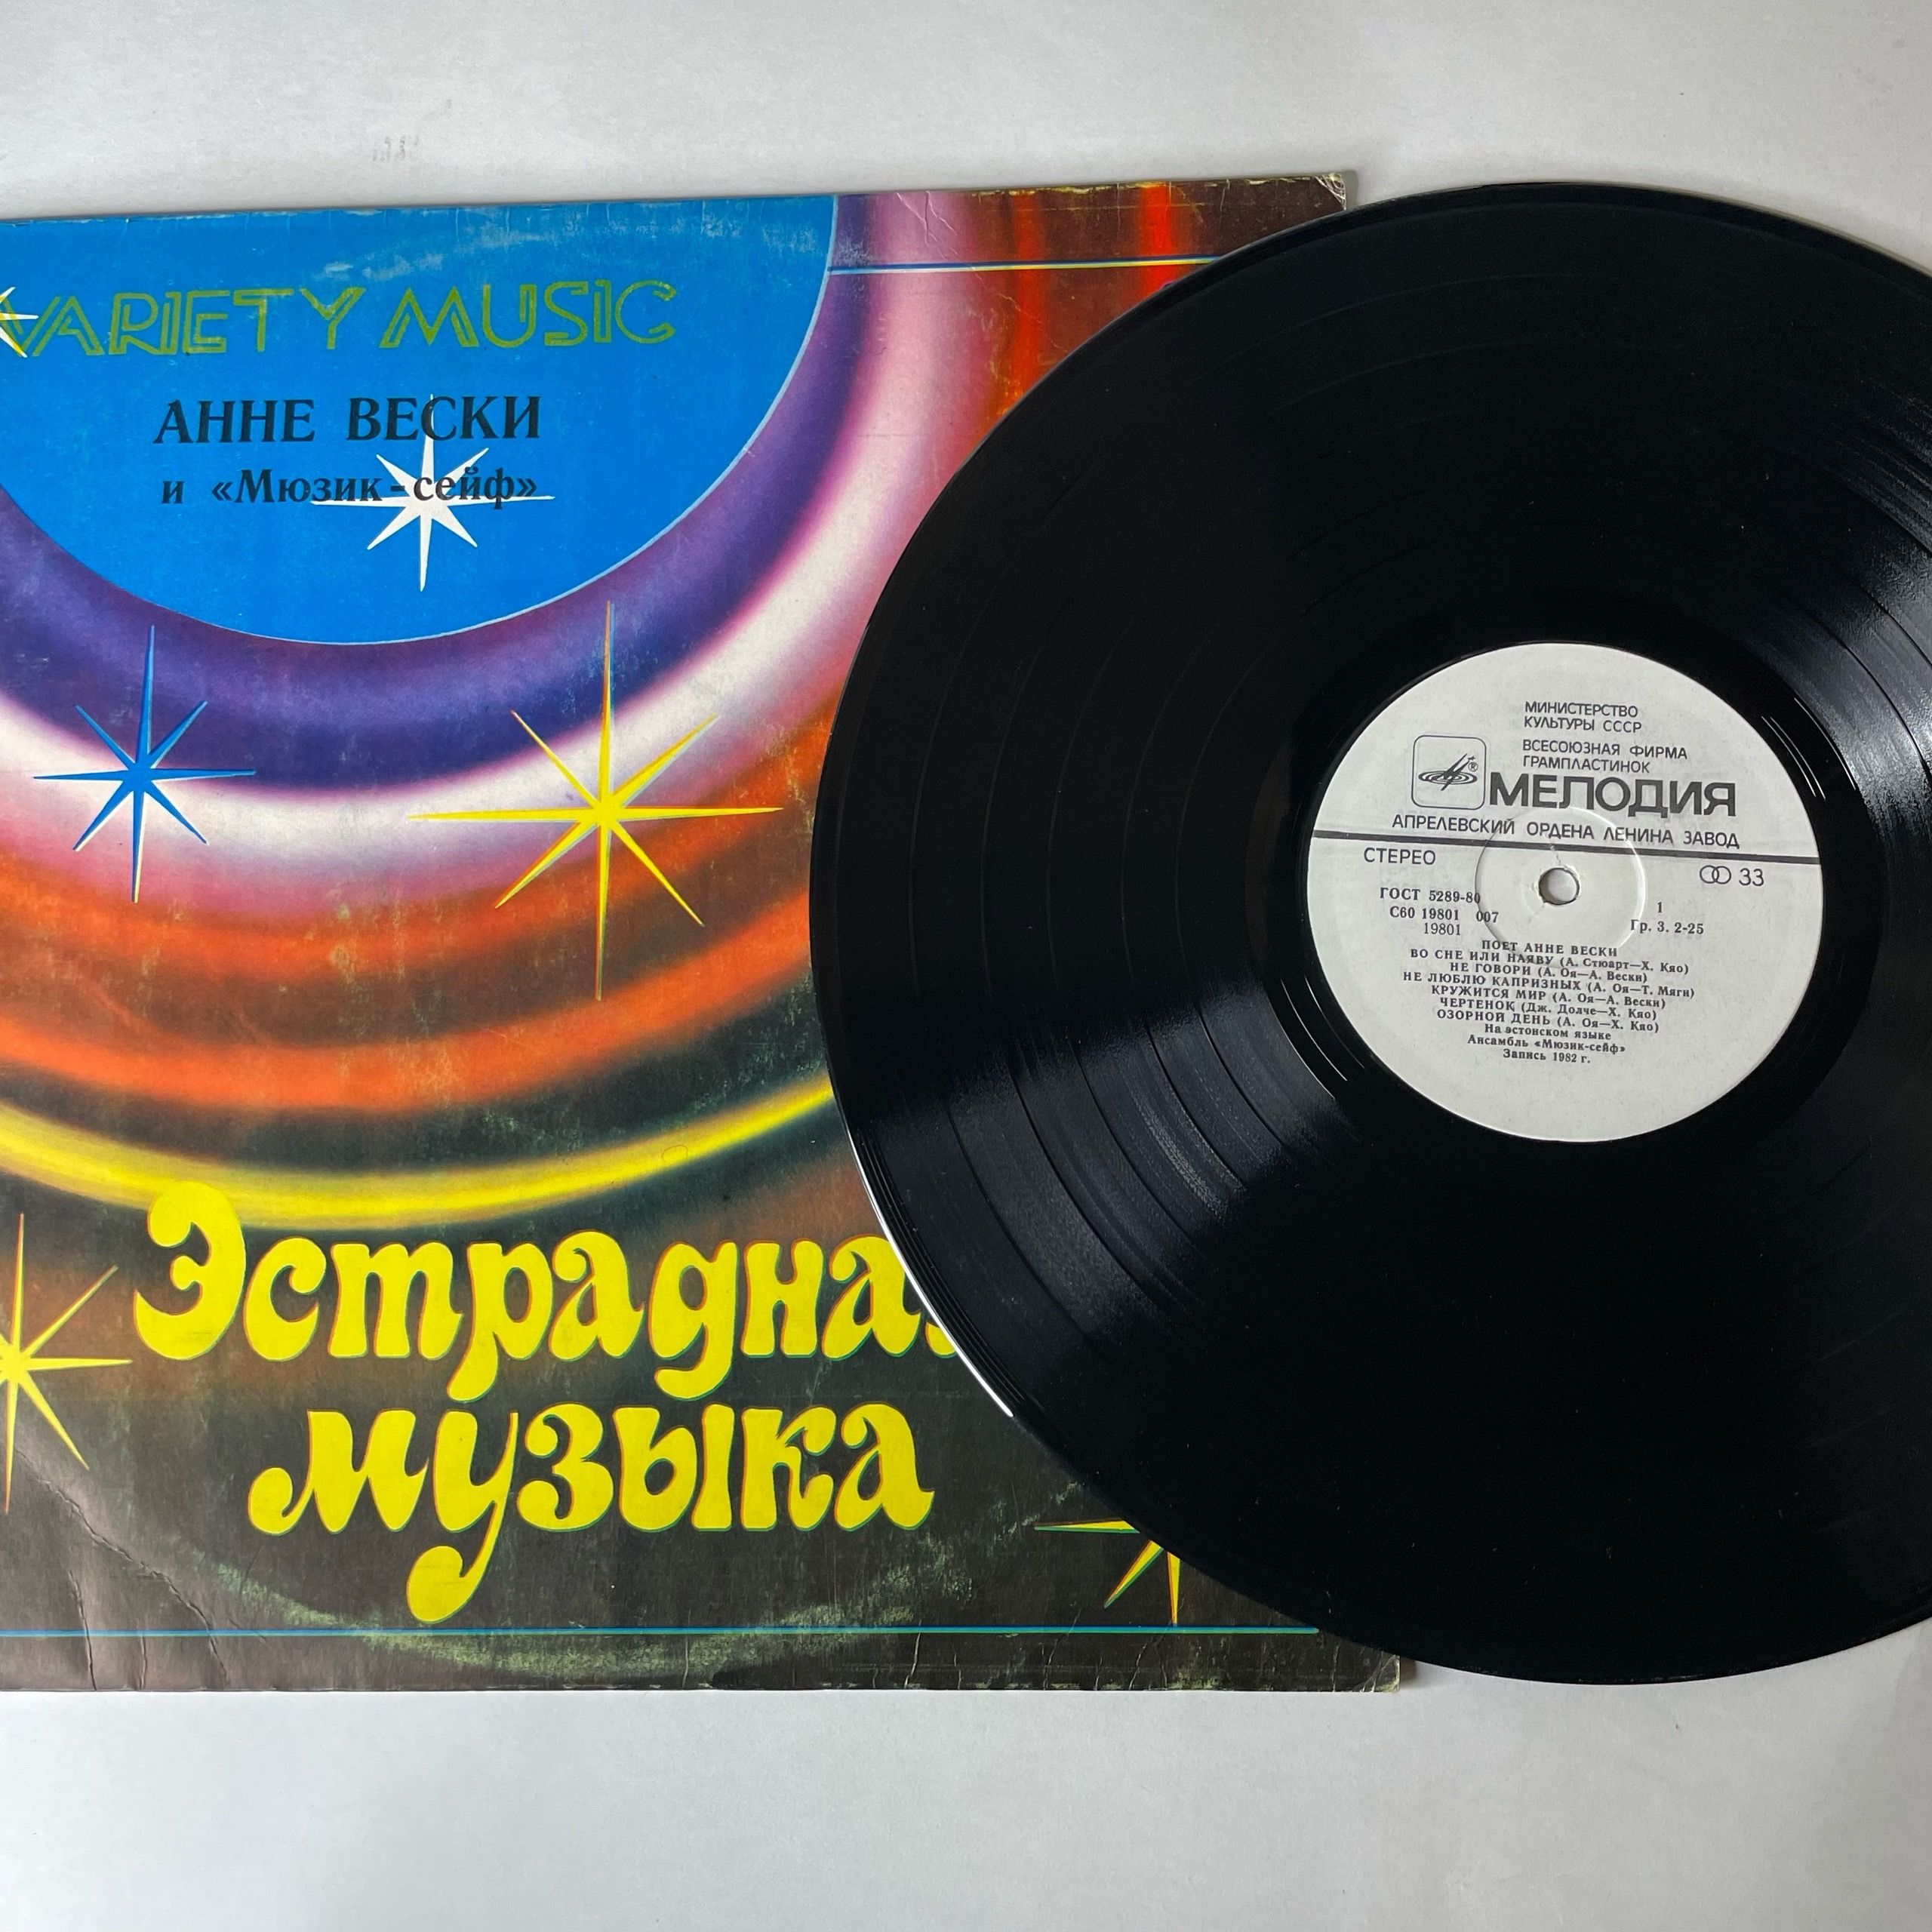 VARIETY MUSIC
АННЕ ВЕСКИ
и «Мюзик-сейф»
Эстрадная
музыка
МИНИСТЕРСТВО
КУЛЬТУРЫ СССР
ВСЕСОЮЗНАЯ ФИРМА
ГРАМПЛАСТИНОК
® МЕЛОДИЯ
АПРЕЛЕВСКИЙ ОРДЕНА ЛЕНИНА ЗАВОД
СТЕРЕО
33
ГОСТ 5289-80
С60 19801 007
19801
1
Гр. 3. 2-25
ПОЕТ АННЕ ВЕСКИ
ВО СНЕ ИЛИ НАЯВУ (А. Стюарт—Х. Кяо)
НЕ ГОВОРИ (А. Оя—А. Вески)
НЕ ЛЮБЛЮ КАПРИЗНЫХ (А. Оя—Т. Мяги)
КРУЖИТСЯ МИР (А. Оя—А. Вески)
ЧЕРТЕНОК (Дж. Долче—Х. Кяо)
ОЗОРНОЙ ДЕНЬ (А. Оя—Х. Кяо)
На эстонском языке
Ансамбль «Мюзик-сейф»
Запись 1982 г.